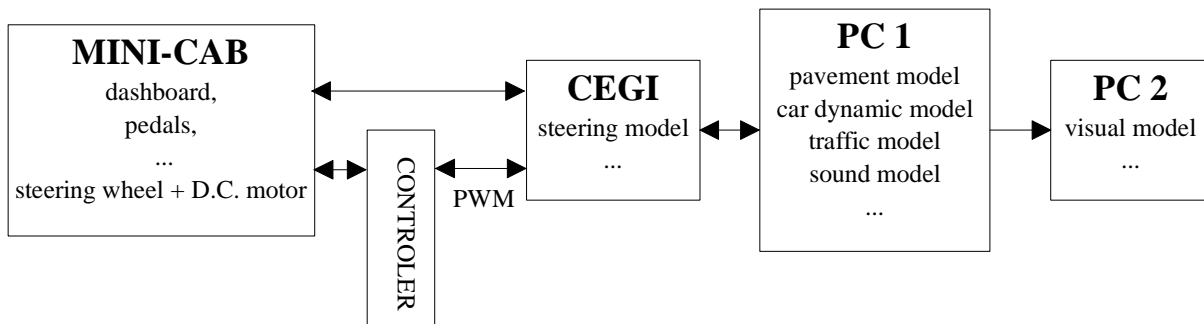 MINI-CAB
dashboard,
pedals,
...
steering wheel + D.C. motor
CONTROLER
PWM
CEGI
steering model
...
PC 1
pavement model
car dynamic model
traffic model
sound model
...
PC 2
visual model
...